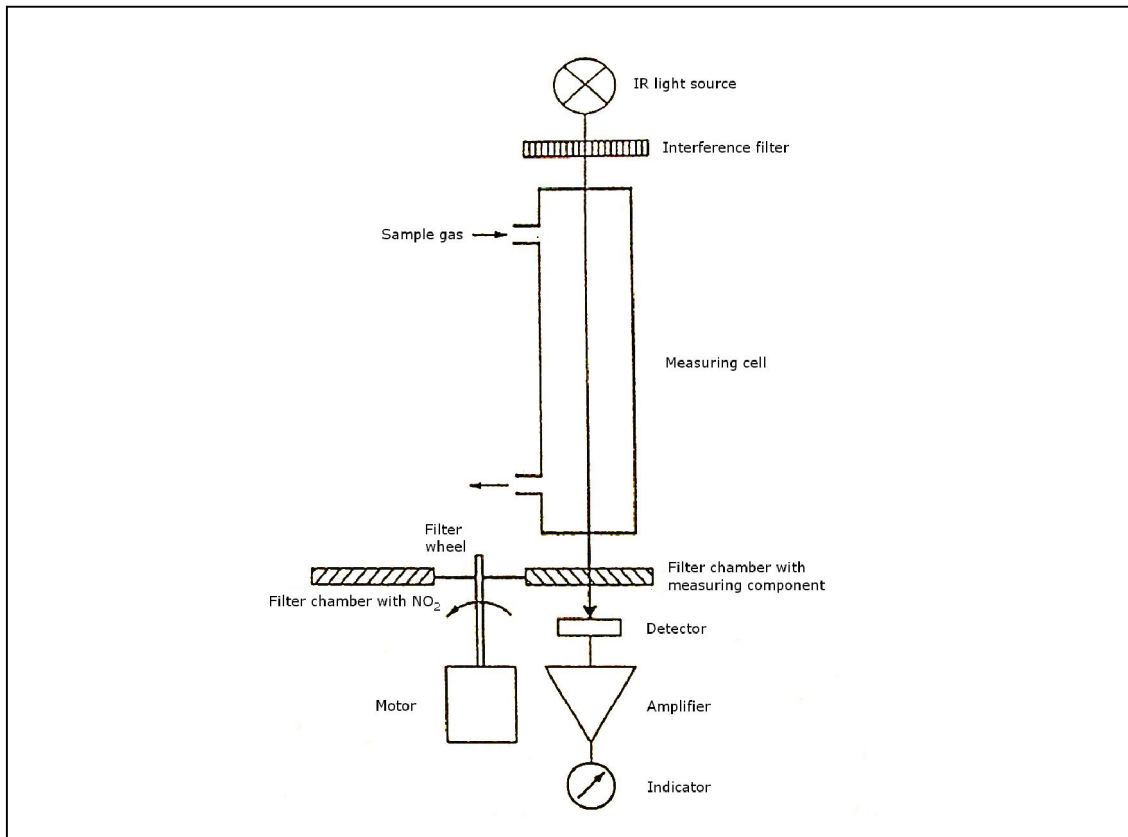 IR light source
Interference filter
Sample gas
Measuring cell
Filter
wheel
Filter chamber with
measuring component
Filter chamber with NO2
Detector
Motor
Amplifier
Indicator